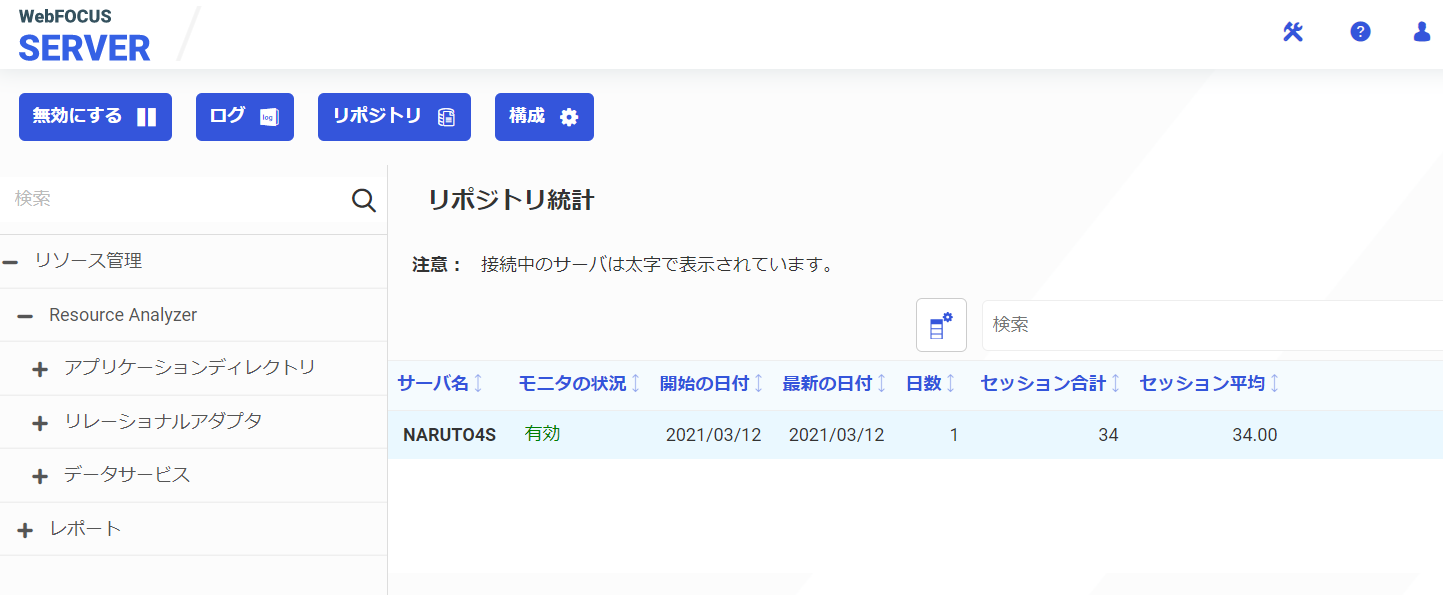 WebFOCUS
SERVER
無効にする ログ log リポジトリ 構成
検索
リソース管理
Resource Analyzer
アプリケーションディレクトリ
リレーショナルアダプタ
データサービス
レポート
リポジトリ統計
注意： 接続中のサーバは太字で表示されています。
検索
サーバ名 モニタの状況 開始の日付 最新の日付 日数 セッション合計 セッション平均
NARUTO4S 有効 2021/03/12 2021/03/12 1 34 34.00